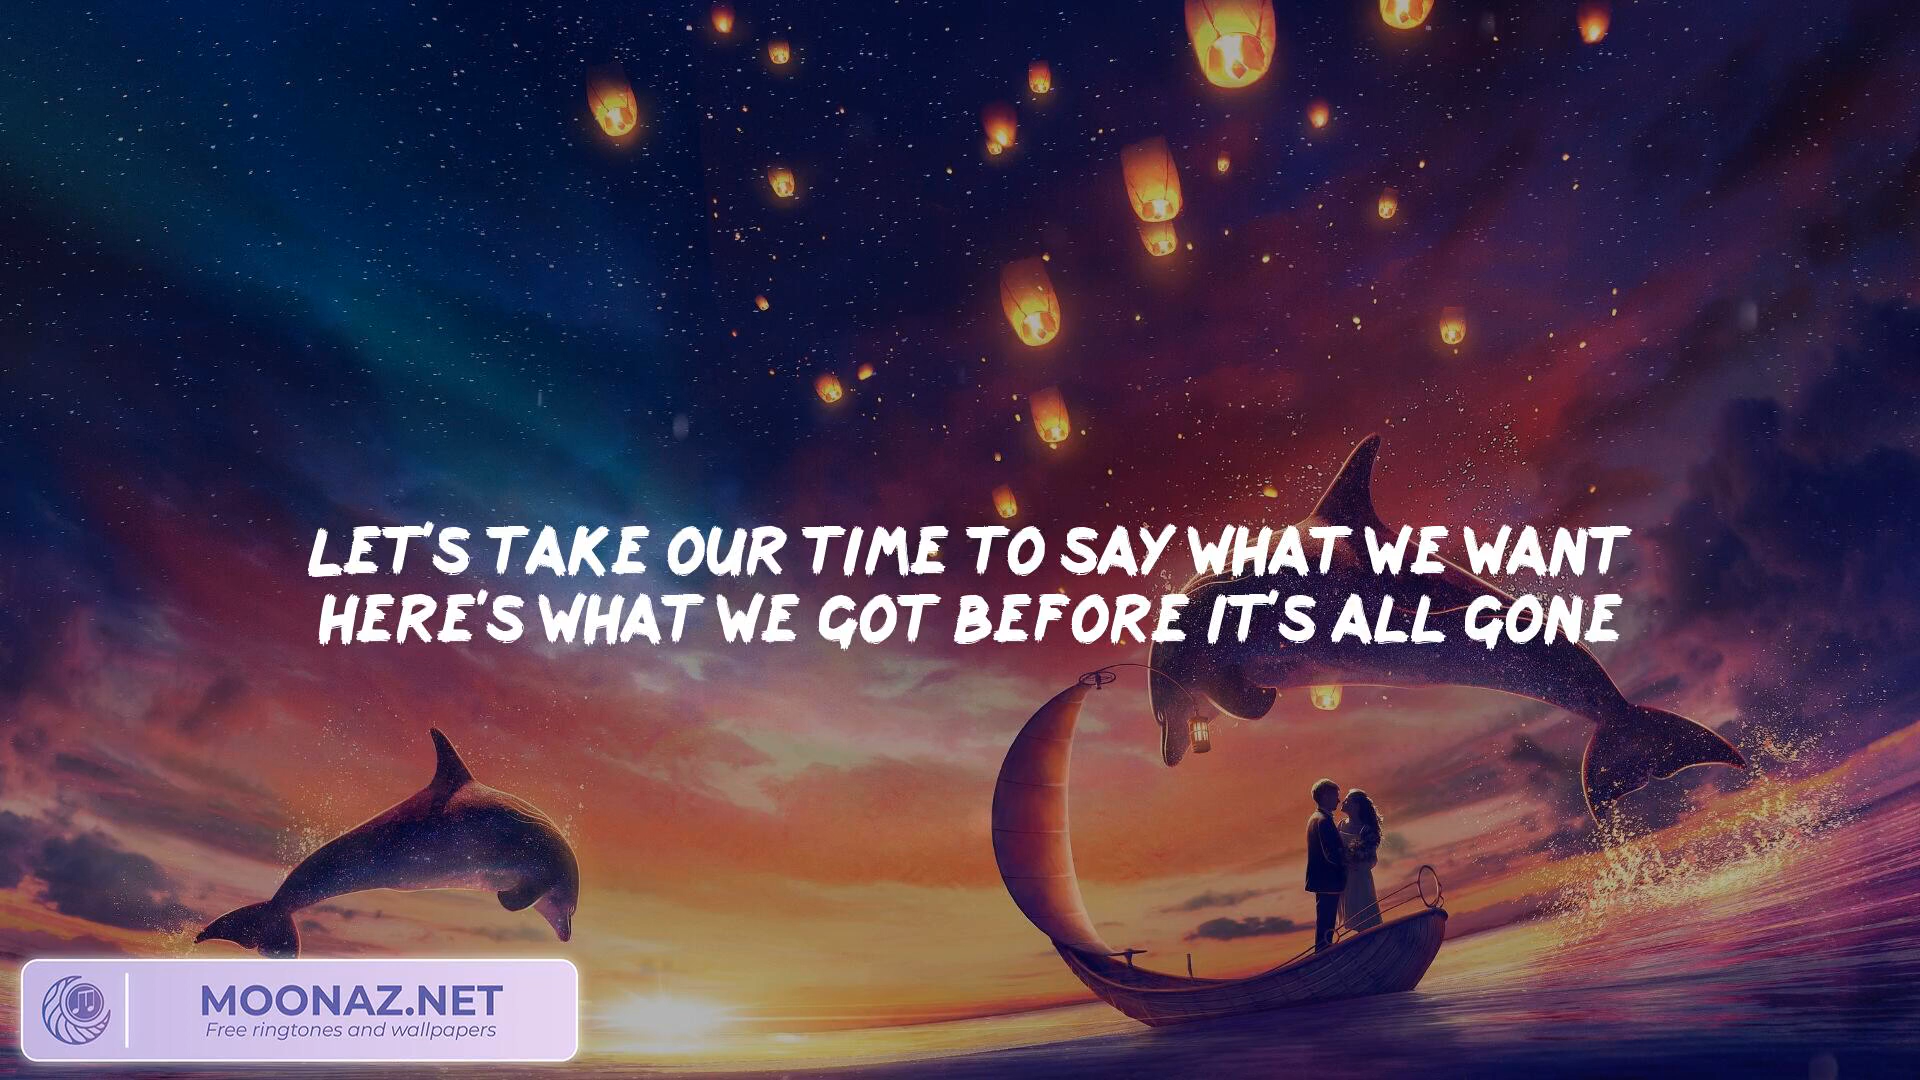 LET'S TAKE OUR TIME TO SAY WHAT WE WANT
HERE'S WHAT WE GOT BEFORE IT'S ALL GONE
MOONAZ.NET
Free ringtones and wallpapers